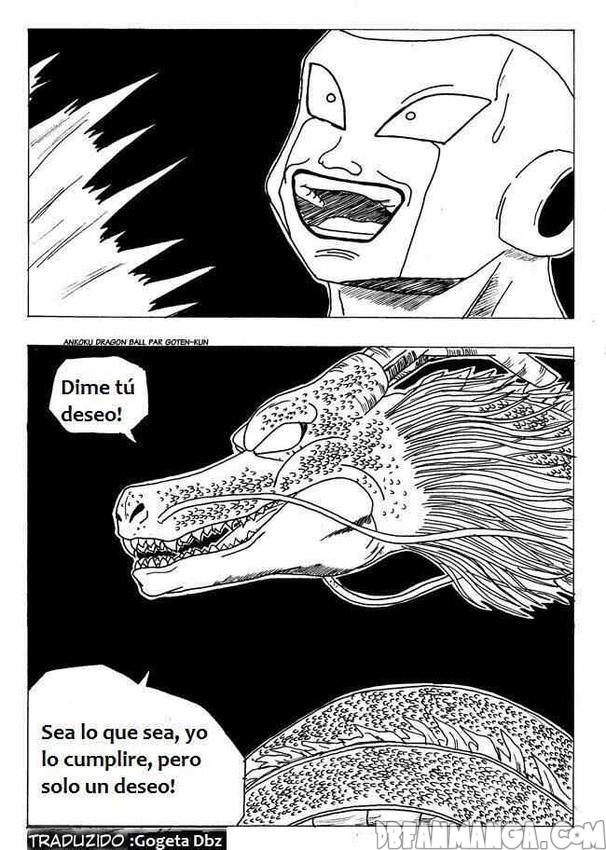 ANKOKU DRAGON BALL PAR GOTEN-KUN
Dime tú
deseo!
Sea lo que sea, yo
lo cumplire, pero
solo un deseo!
TRADUZIDO :Gogeta Dbz
DBFANMANGA.COM